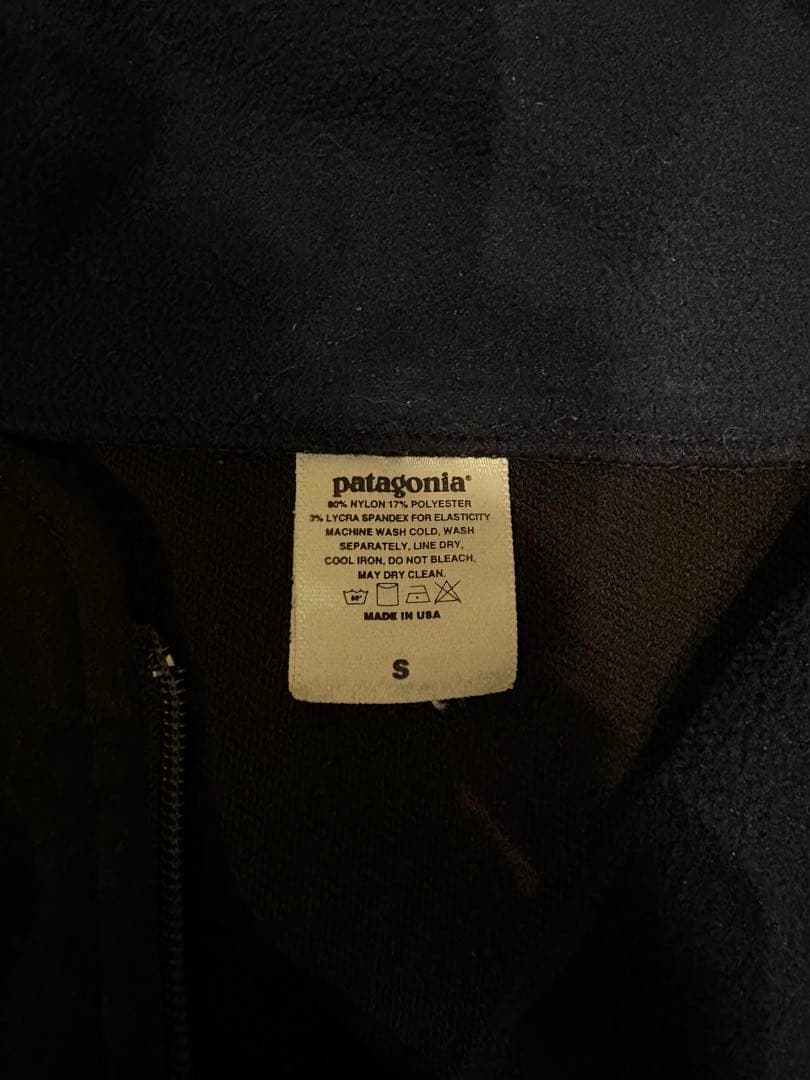 patagonia®
80% NYLON 17% POLYESTER
3% LYCRA SPANDEX FOR ELASTICITY
MACHINE WASH COLD, WASH
SEPARATELY, LINE DRY,
COOL IRON, DO NOT BLEACH,
MAY DRY CLEAN.
MADE IN USA
S